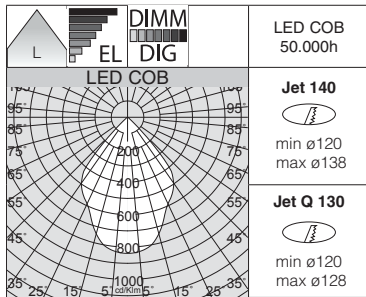 L
EL
DIMM
DIG
LED COB
50.000h
LED COB
105° 105°
95° 95°
85° 85°
75° 75°
65° 65°
55° 55°
45° 45°
35° 35°
25° 15° 5° 5° 15° 25°
200
400
600
800
1000
cd/Klm
Jet 140
min ø120
max ø138
Jet Q 130
min ø120
max ø128